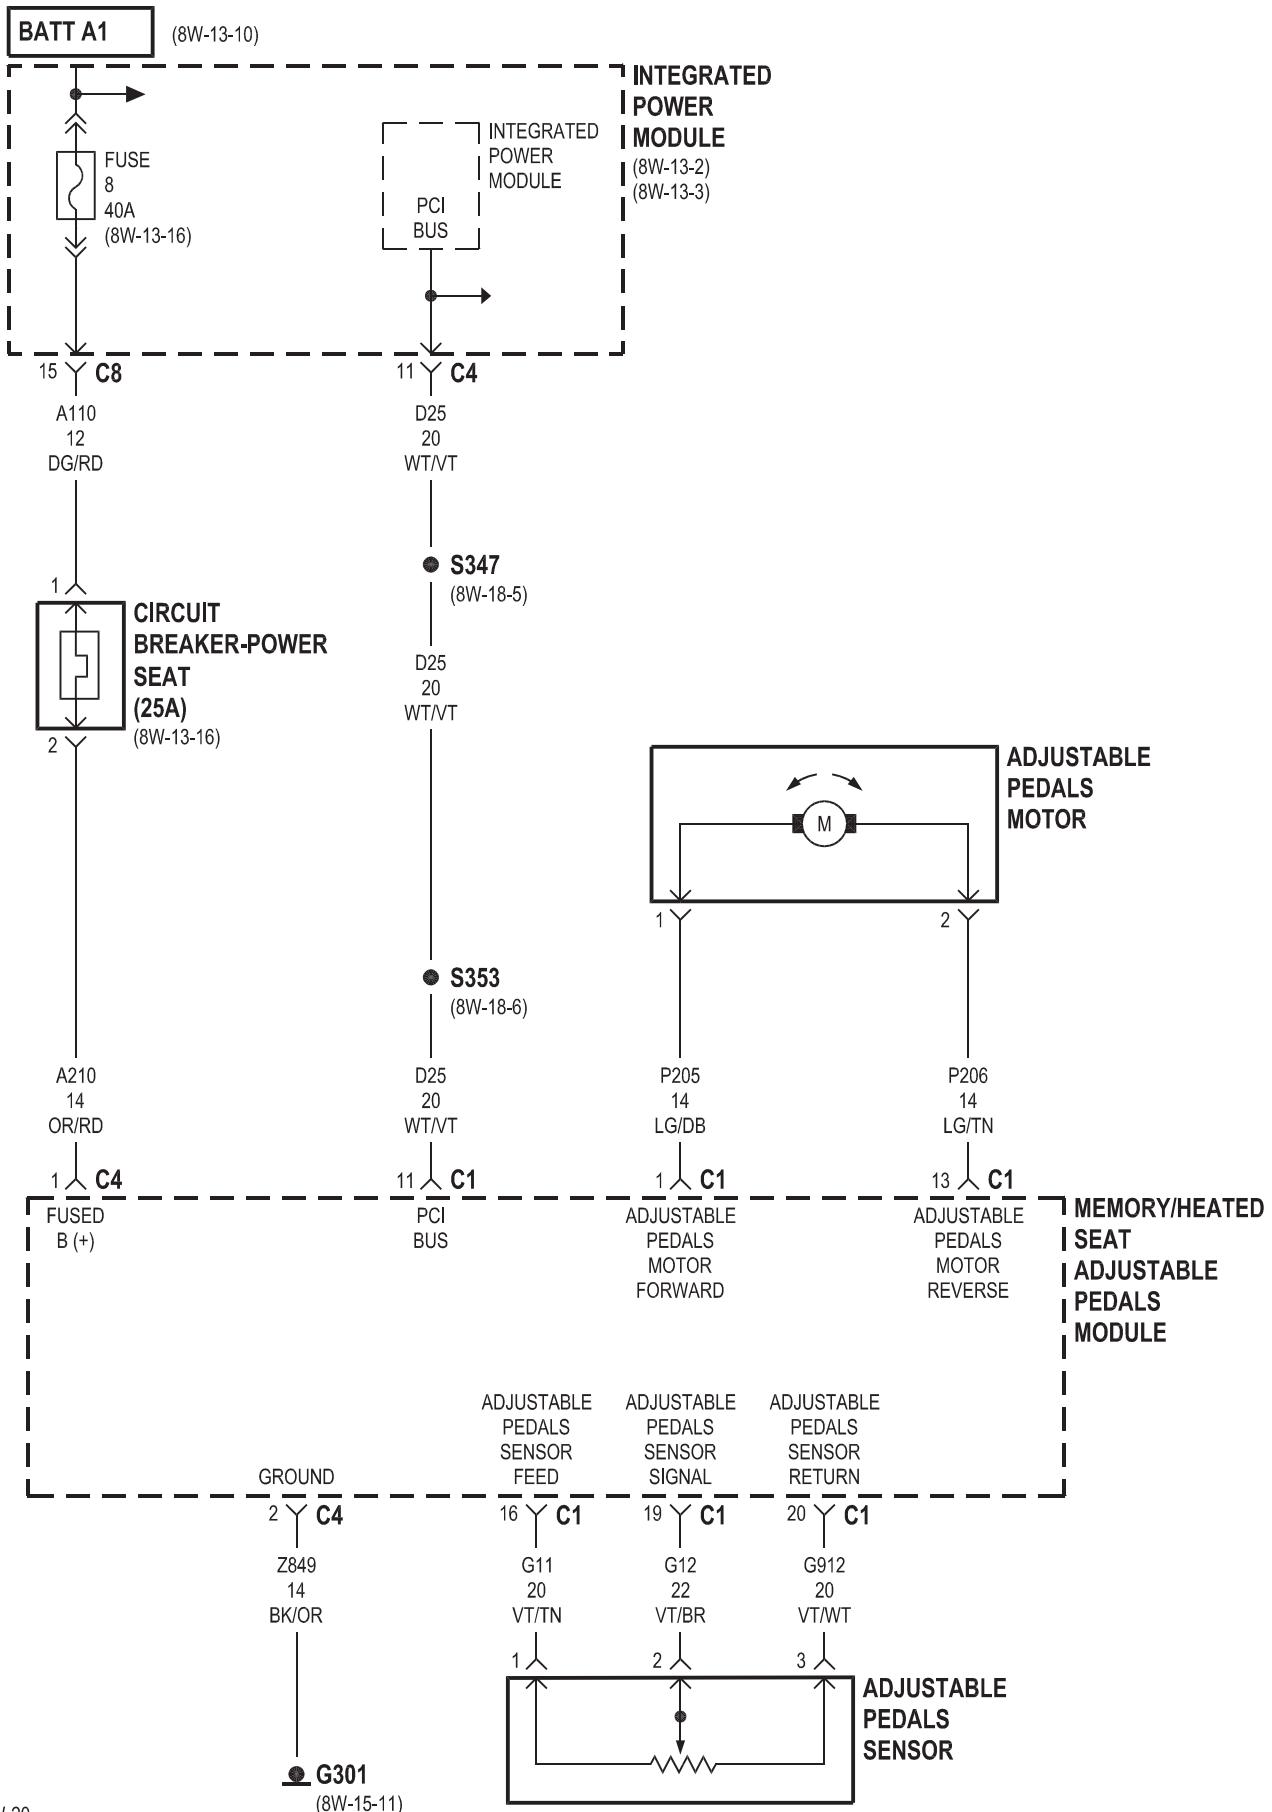 BATT A1
(8W-13-10)
INTEGRATED
POWER
MODULE
(8W-13-2)
(8W-13-3)
FUSE
8
40A
(8W-13-16)
INTEGRATED
POWER
MODULE
PCI
BUS
15 C8
11 C4
A110
12
DG/RD
D25
20
WT/VT
S347
(8W-18-5)
1
CIRCUIT
BREAKER-POWER
SEAT
(25A)
(8W-13-16)
2
D25
20
WT/VT
ADJUSTABLE
PEDALS
MOTOR
M
1
2
S353
(8W-18-6)
A210
14
OR/RD
D25
20
WT/VT
P205
14
LG/DB
P206
14
LG/TN
1 C4
11 C1
1 C1
13 C1
FUSED
B (+)
PCI
BUS
ADJUSTABLE
PEDALS
MOTOR
FORWARD
ADJUSTABLE
PEDALS
MOTOR
REVERSE
MEMORY/HEATED
SEAT
ADJUSTABLE
PEDALS
MODULE
GROUND
ADJUSTABLE
PEDALS
SENSOR
FEED
ADJUSTABLE
PEDALS
SENSOR
SIGNAL
ADJUSTABLE
PEDALS
SENSOR
RETURN
2 C4
16 C1
19 C1
20 C1
Z849
14
BK/OR
G11
20
VT/TN
G12
22
VT/BR
G912
20
VT/WT
1
2
3
ADJUSTABLE
PEDALS
SENSOR
G301
(8W-15-11)